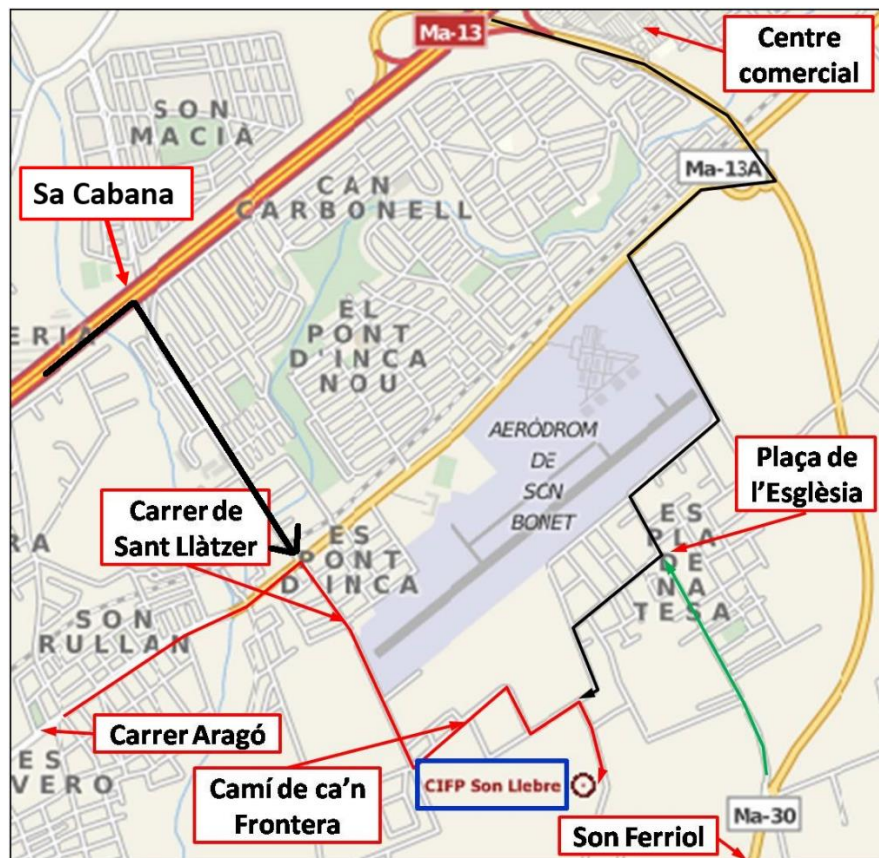 Ma-13
Centre
comercial
SON
MACIÀ
Ma-13A
CAN
CARBONELL
Sa Cabana
ERIA
EL
PONT
D'INCA
NOU
AERÒDROM
DE
SCN
BONET
Plaça de
l'Esglèsia
Carrer de
Sant Llàtzer
RA
ES
PONT
D'INCA
ES
PLA
DE
NA
TESA
SON
RULLAN
Carrer Aragó
ES
VERO
Camí de ca'n
Frontera
CIFP Son Llebre
Ma-30
Son Ferriol